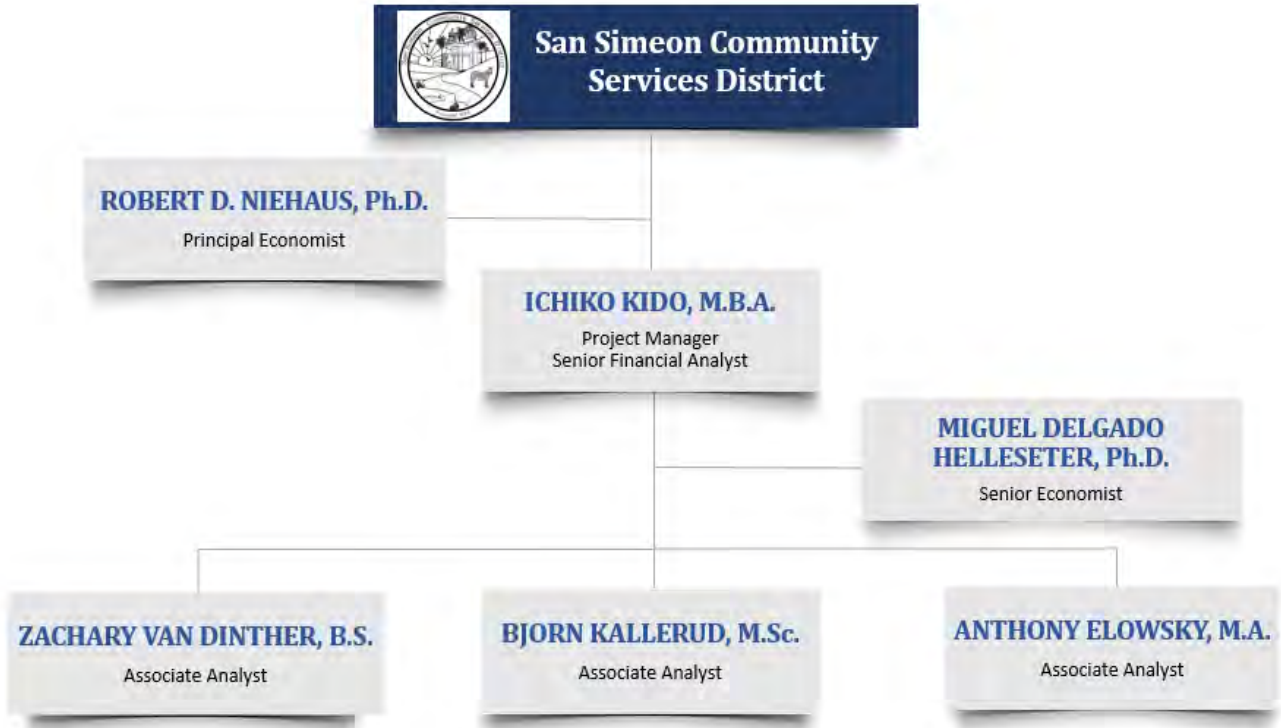 San Simeon Community
Services District
ROBERT D. NIEHAUS, Ph.D.
Principal Economist
ICHIKO KIDO, M.B.A.
Project Manager
Senior Financial Analyst
MIGUEL DELGADO
HELLESETER, Ph.D.
Senior Economist
ZACHARY VAN DINTHER, B.S.
Associate Analyst
BJORN KALLERUD, M.Sc.
Associate Analyst
ANTHONY ELOWSKY, M.A.
Associate Analyst